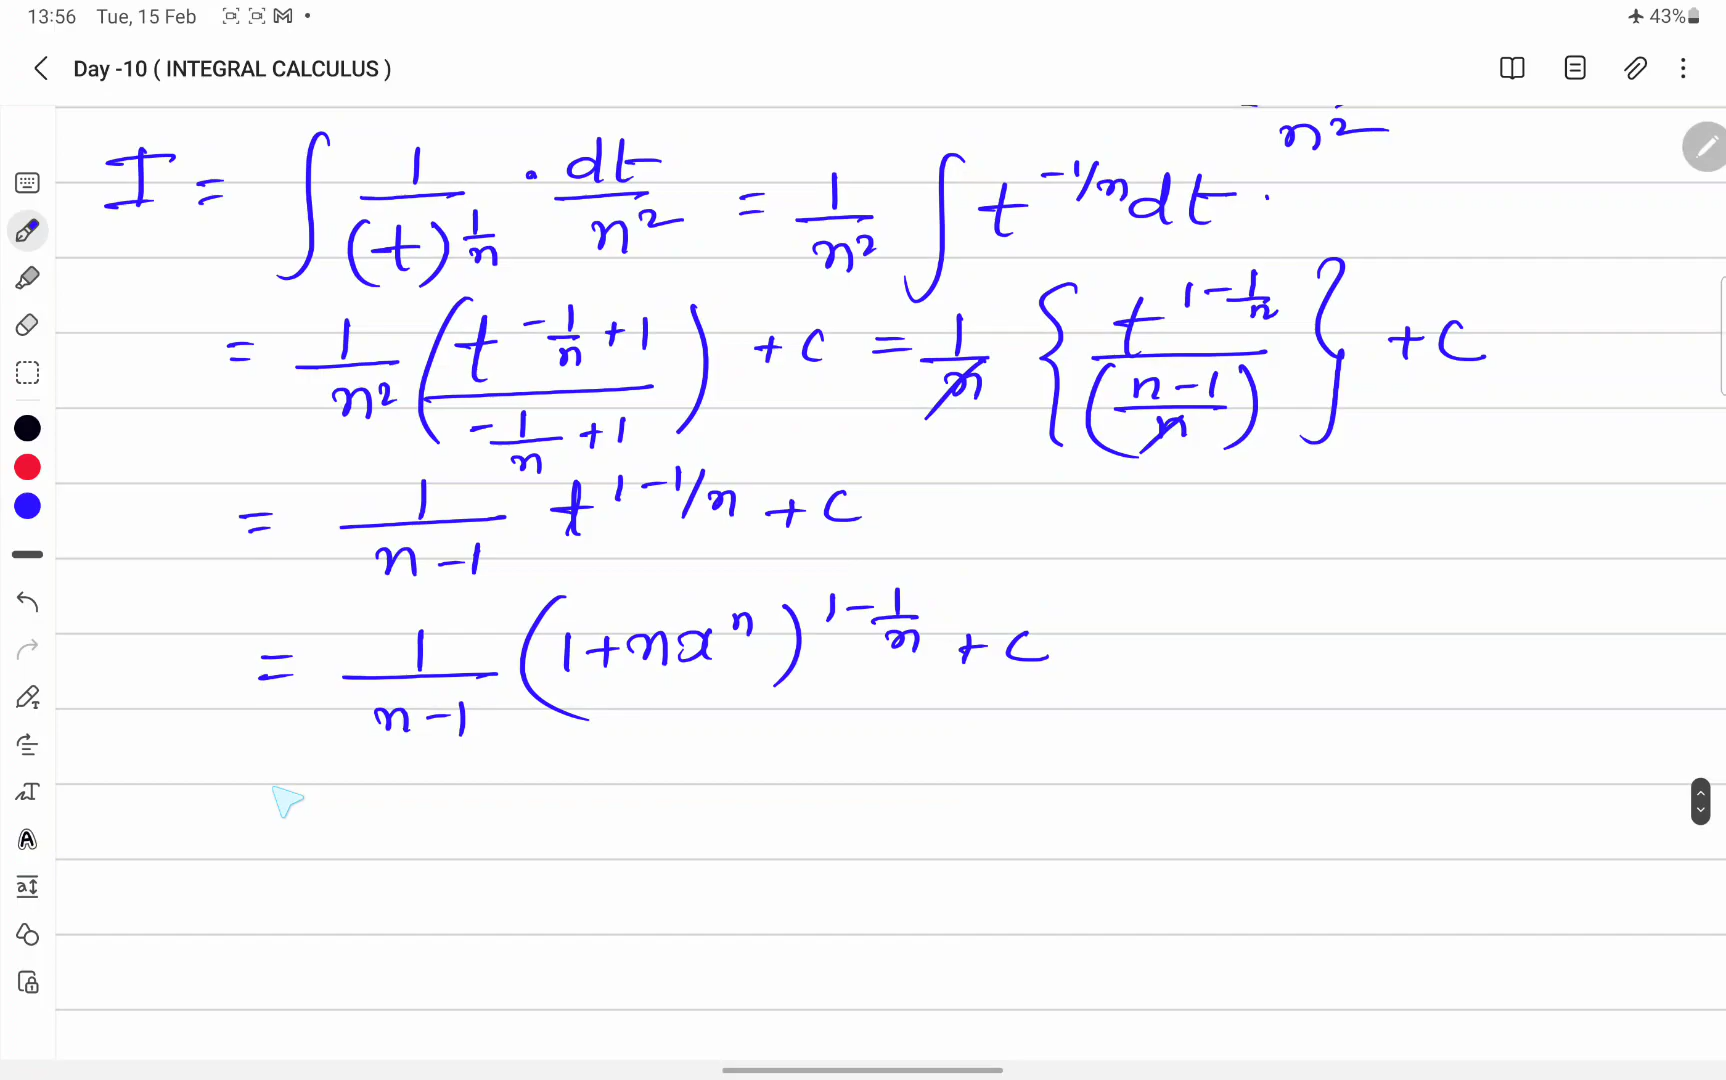 13:56 Tue, 15 Feb 43%
Day -10 ( INTEGRAL CALCULUS )
n²
I = ∫ 1/(t)^(1/n) · dt/n² = 1/n² ∫ t^(-1/n) dt .
= 1/n² ( t^(-1/n + 1) / (-1/n + 1) ) + C = 1/n { t^(1 - 1/n) / ((n-1)/n) } + C
= 1/(n-1) t^(1-1/n) + C
= 1/(n-1) (1+nx^n)^(1 - 1/n) + C